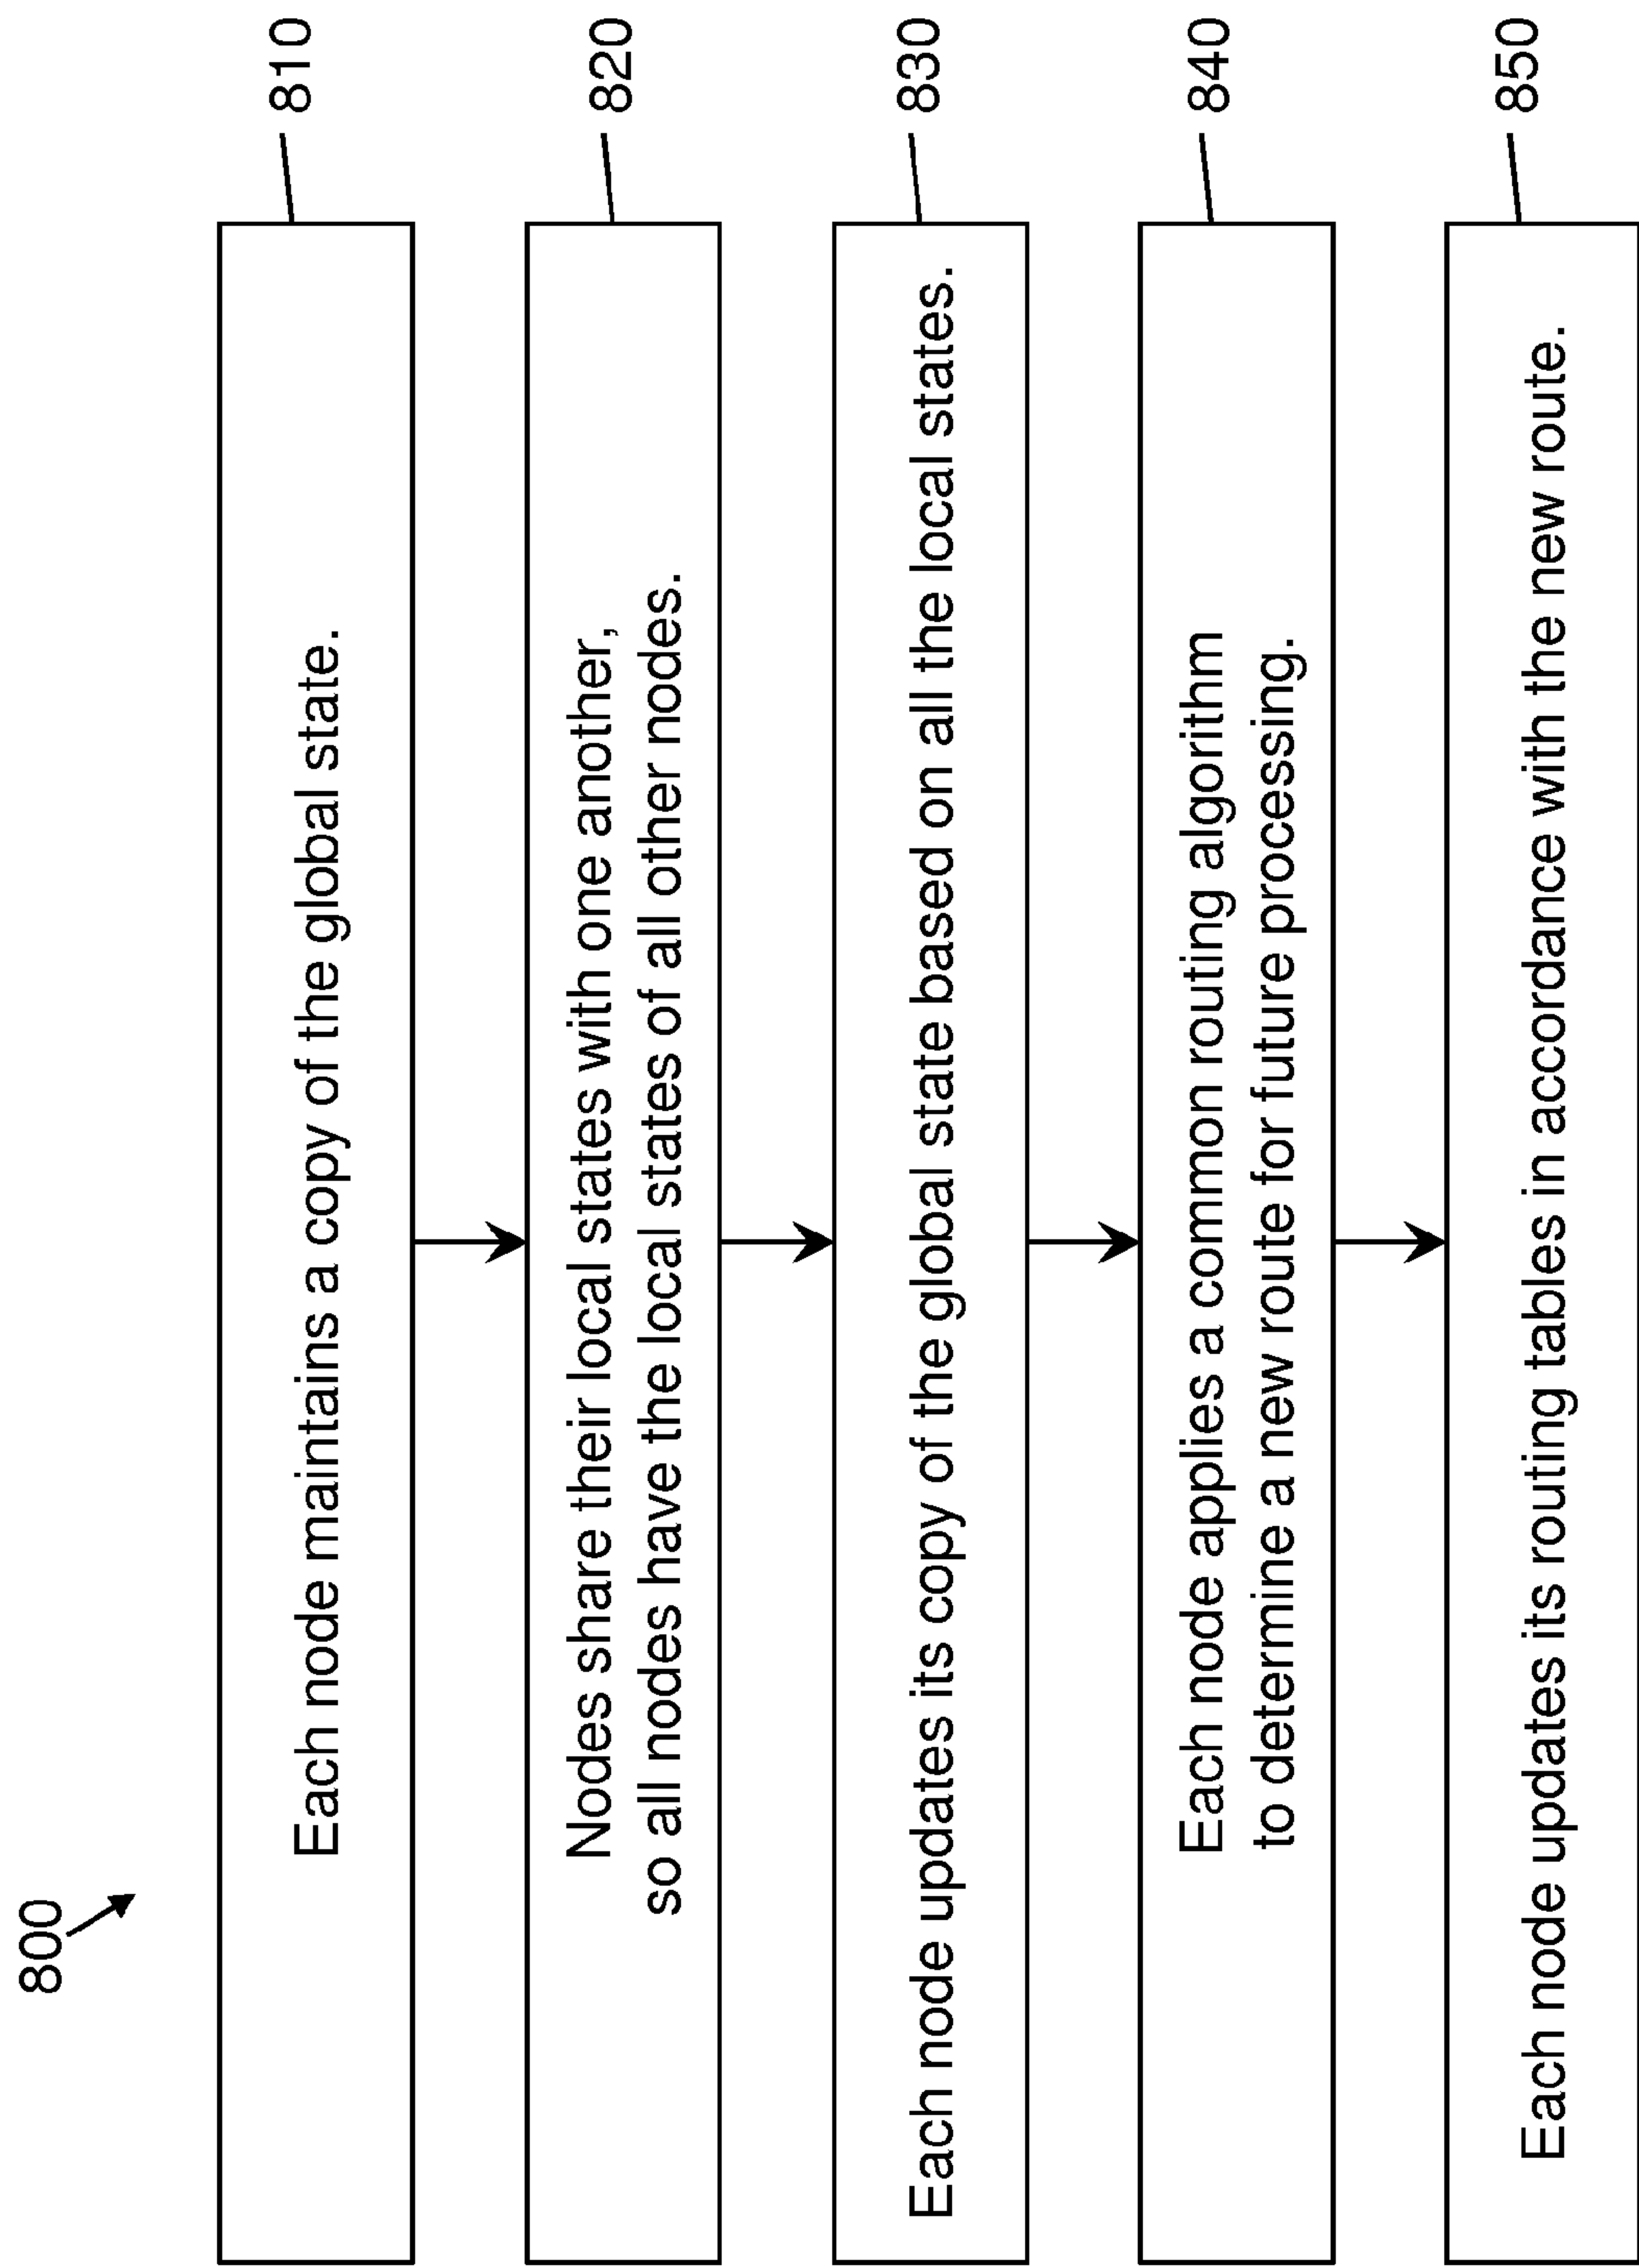 800
810
Each node maintains a copy of the global state.
820
Nodes share their local states with one another,
so all nodes have the local states of all other nodes.
830
Each node updates its copy of the global state based on all the local states.
840
Each node applies a common routing algorithm
to determine a new route for future processing.
850
Each node updates its routing tables in accordance with the new route.